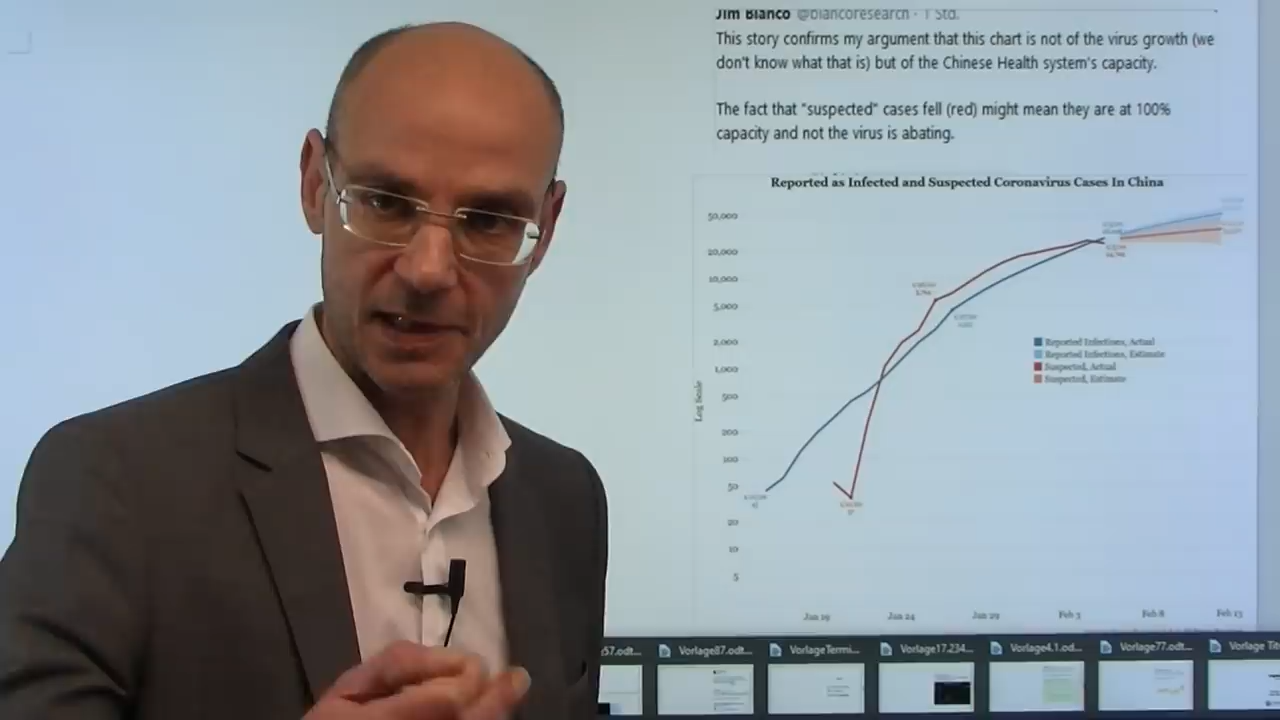 Jim Bianco @biancoresearch · 1 Std.
This story confirms my argument that this chart is not of the virus growth (we
don't know what that is) but of the Chinese Health system's capacity.
The fact that "suspected" cases fell (red) might mean they are at 100%
capacity and not the virus is abating.
Reported as Infected and Suspected Coronavirus Cases In China
50,000
20,000
10,000
5,000
2,000
1,000
500
200
100
50
20
10
5
Log Scale
Reported Infections, Actual
Reported Infections, Estimate
Suspected, Actual
Suspected, Estimate
Jan 19 Jan 24 Jan 29 Feb 3 Feb 8 Feb 13
57.odt... Vorlage87.odt... VorlageTermi... Vorlage17.234... Vorlage4.1.od... Vorlage77.odt... Vorlage